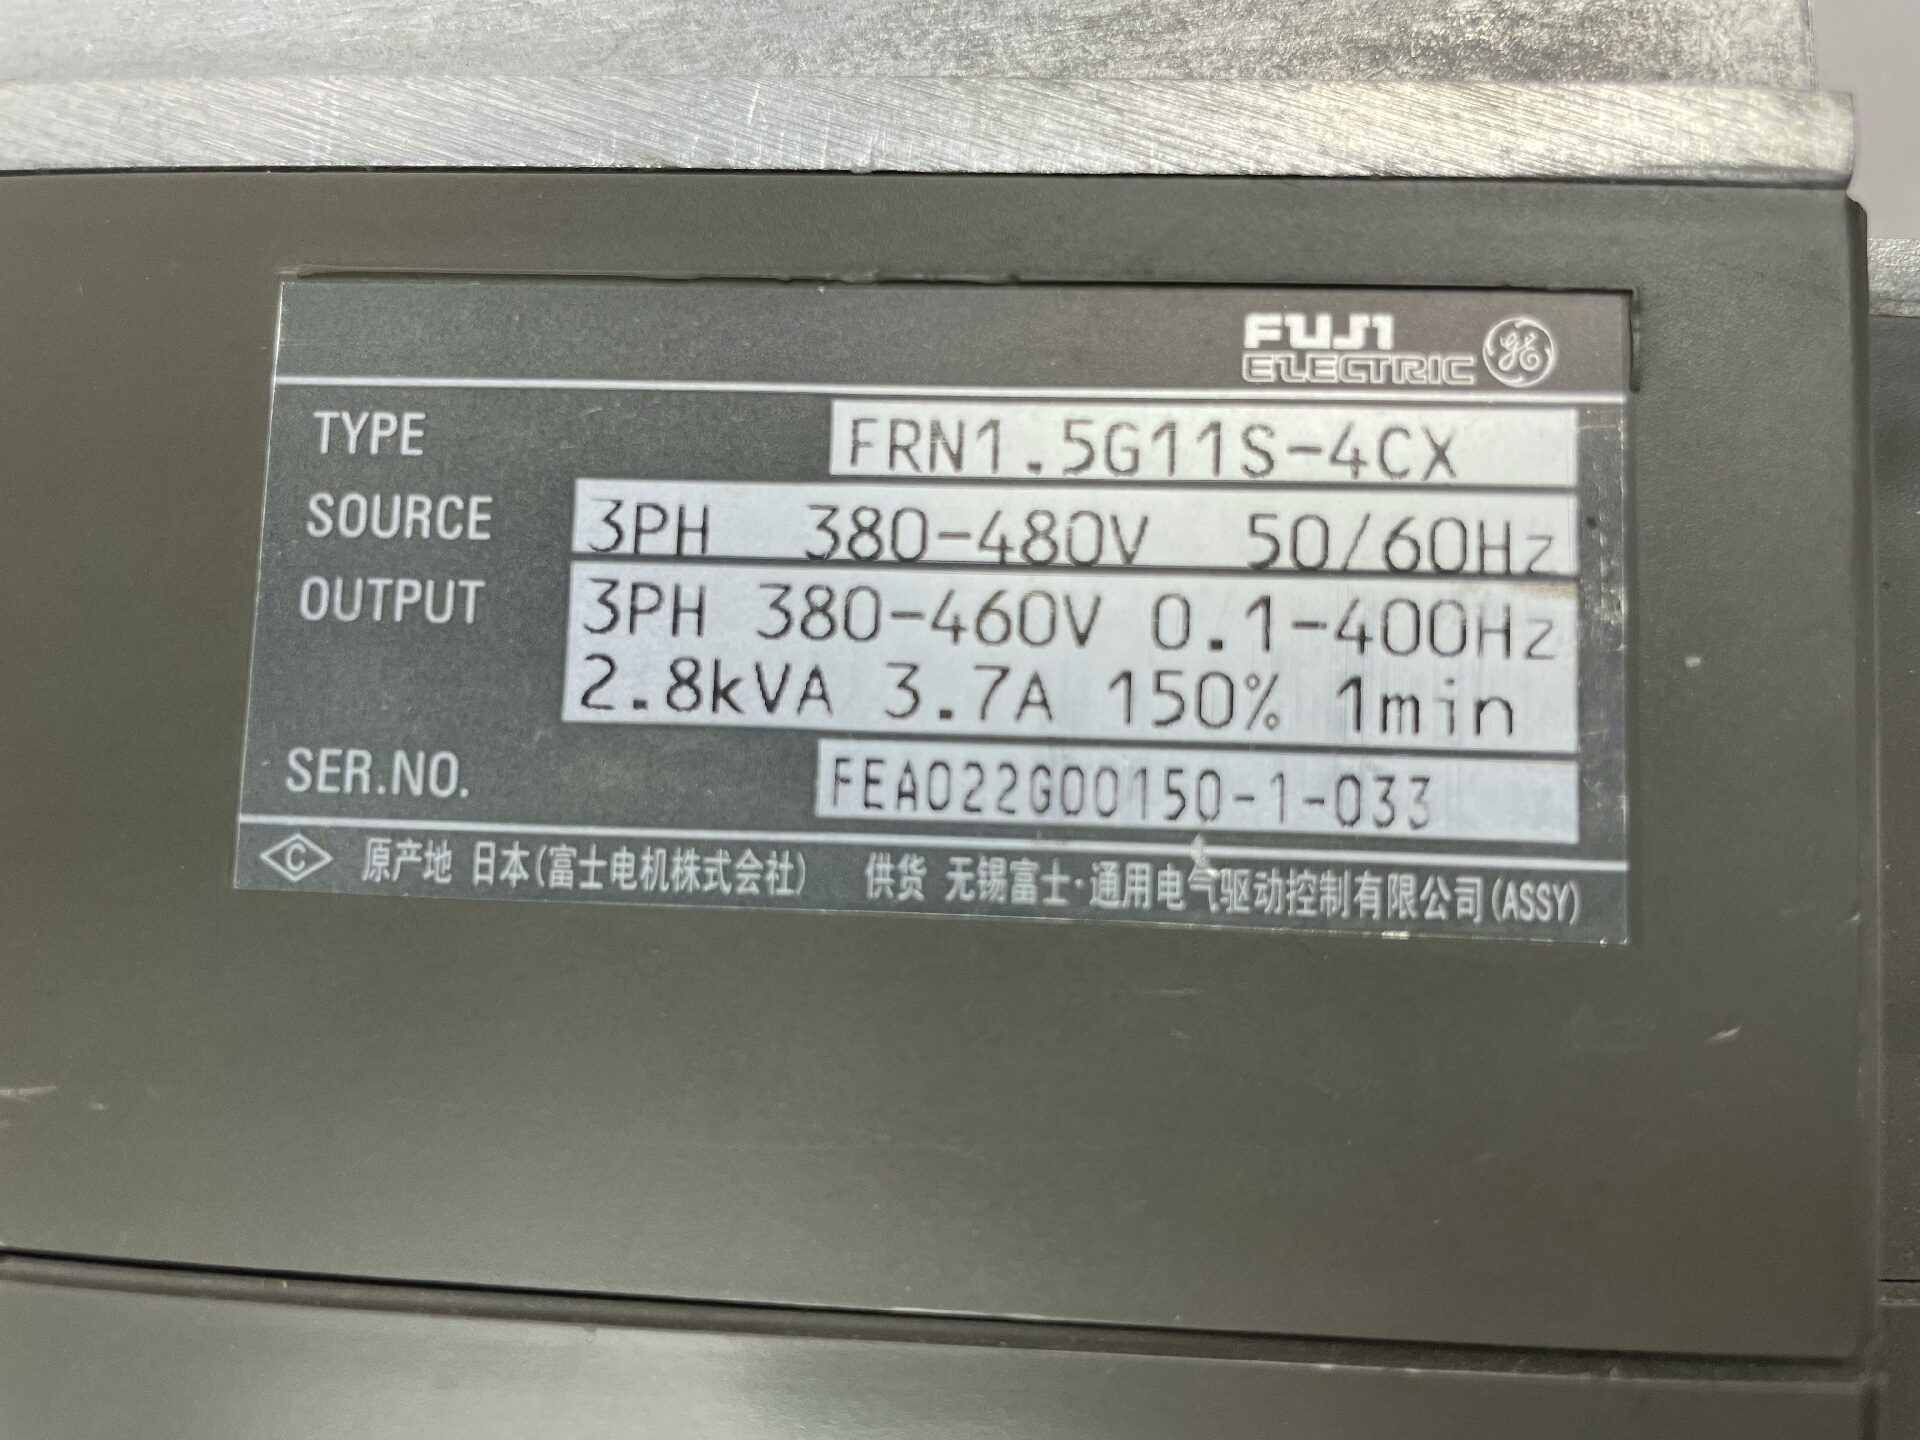 FUJI
ELECTRIC GE
TYPE FRN1.5G11S-4CX
SOURCE 3PH 380-480V 50/60Hz
OUTPUT 3PH 380-460V 0.1-400Hz
2.8kVA 3.7A 150% 1min
SER.NO. FEA022G00150-1-033
C 原产地 日本(富士电机株式会社) 供货 无锡富士·通用电气驱动控制有限公司(ASSY)